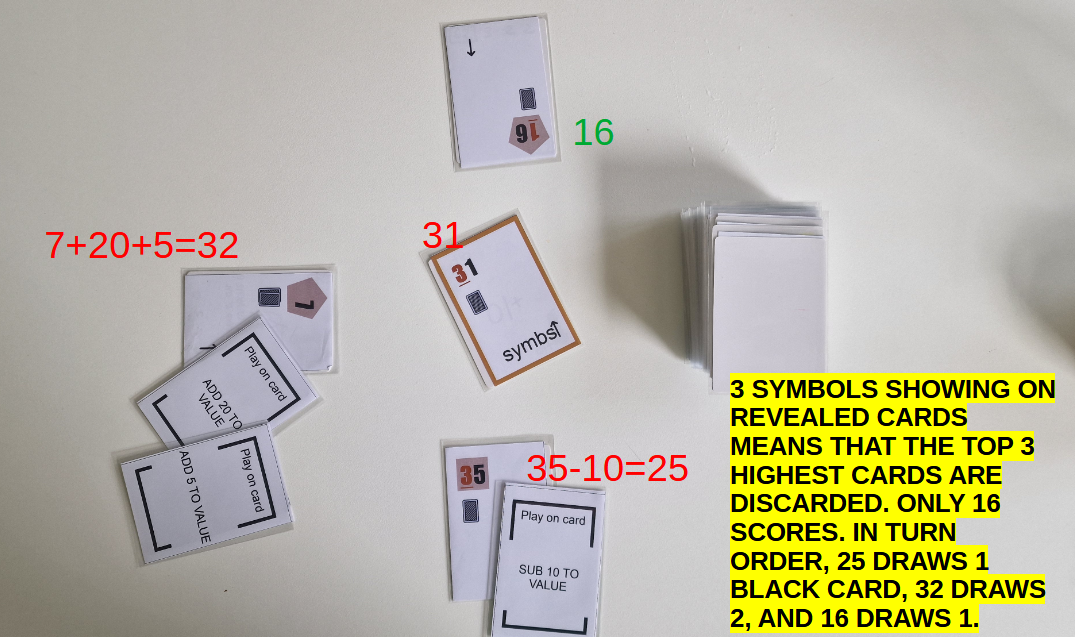 ↓
16
16
7+20+5=32
31
31
symbol
7
Play on card
ADD 20 TO
VALUE
Play on card
ADD 5 TO VALUE
35
35-10=25
Play on card
SUB 10 TO
VALUE
3 SYMBOLS SHOWING ON
REVEALED CARDS
MEANS THAT THE TOP 3
HIGHEST CARDS ARE
DISCARDED. ONLY 16
SCORES. IN TURN
ORDER, 25 DRAWS 1
BLACK CARD, 32 DRAWS
2, AND 16 DRAWS 1.